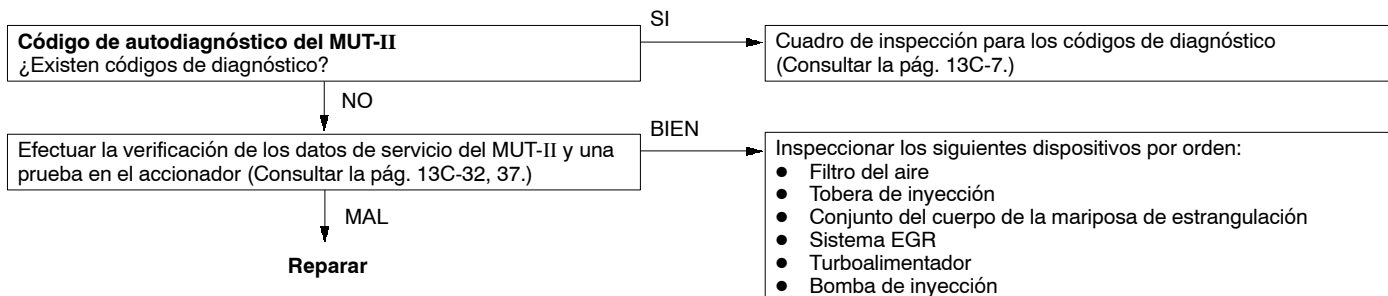 SI
Código de autodiagnóstico del MUT-II
¿Existen códigos de diagnóstico?
Cuadro de inspección para los códigos de diagnóstico
(Consultar la pág. 13C-7.)
NO
BIEN
Efectuar la verificación de los datos de servicio del MUT-II y una
prueba en el accionador (Consultar la pág. 13C-32, 37.)
Inspeccionar los siguientes dispositivos por orden:
● Filtro del aire
● Tobera de inyección
● Conjunto del cuerpo de la mariposa de estrangulación
● Sistema EGR
● Turboalimentador
● Bomba de inyección
MAL
Reparar